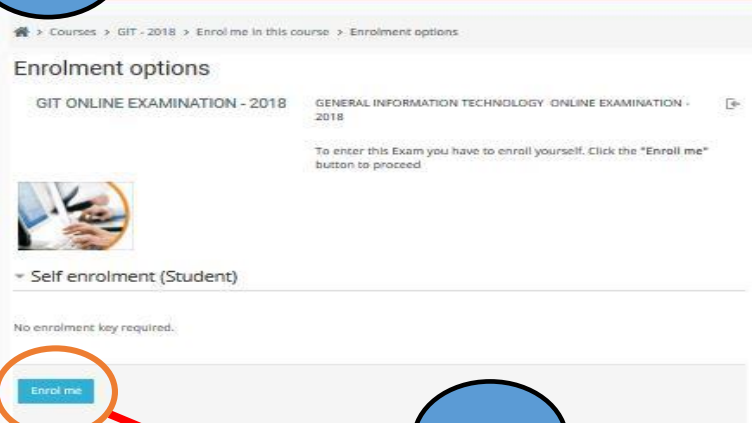 > Courses > GIT - 2018 > Enrol me in this course > Enrolment options
Enrolment options
GIT ONLINE EXAMINATION - 2018
GENERAL INFORMATION TECHNOLOGY ONLINE EXAMINATION -
2018
To enter this Exam you have to enroll yourself. Click the "Enroll me"
button to proceed
Self enrolment (Student)
No enrolment key required.
Enrol me